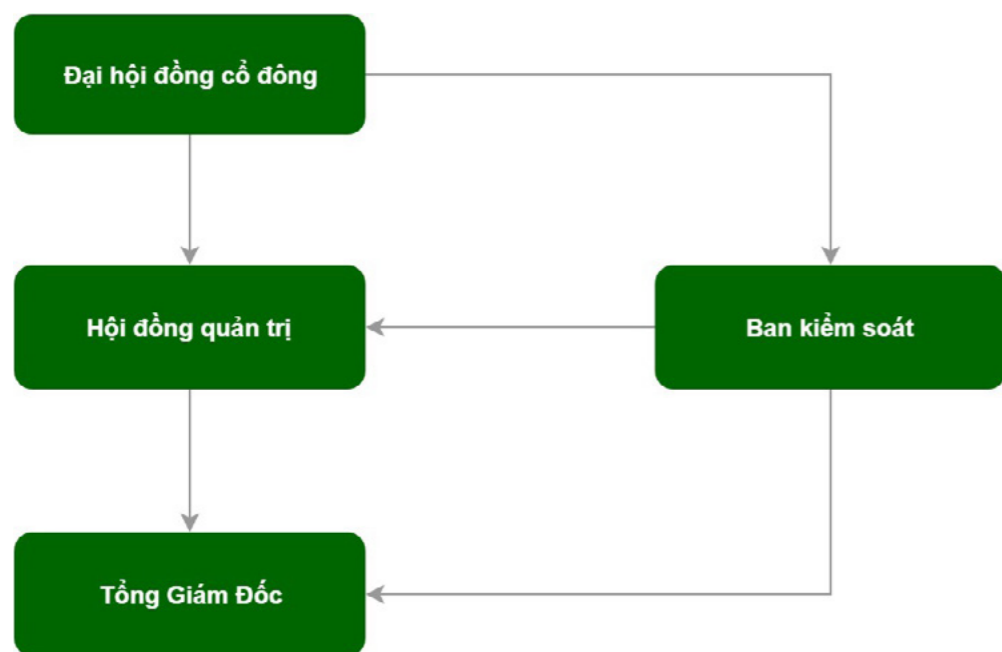 Đại hội đồng cổ đông
Hội đồng quản trị
Ban kiểm soát
Tổng Giám Đốc